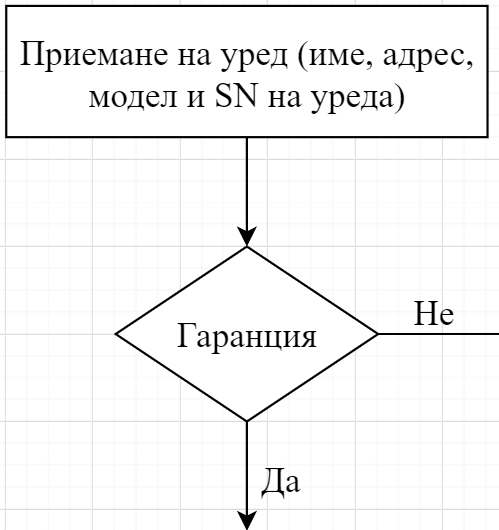 Приемане на уред (име, адрес,
модел и SN на уреда)
Гаранция
Не
Да